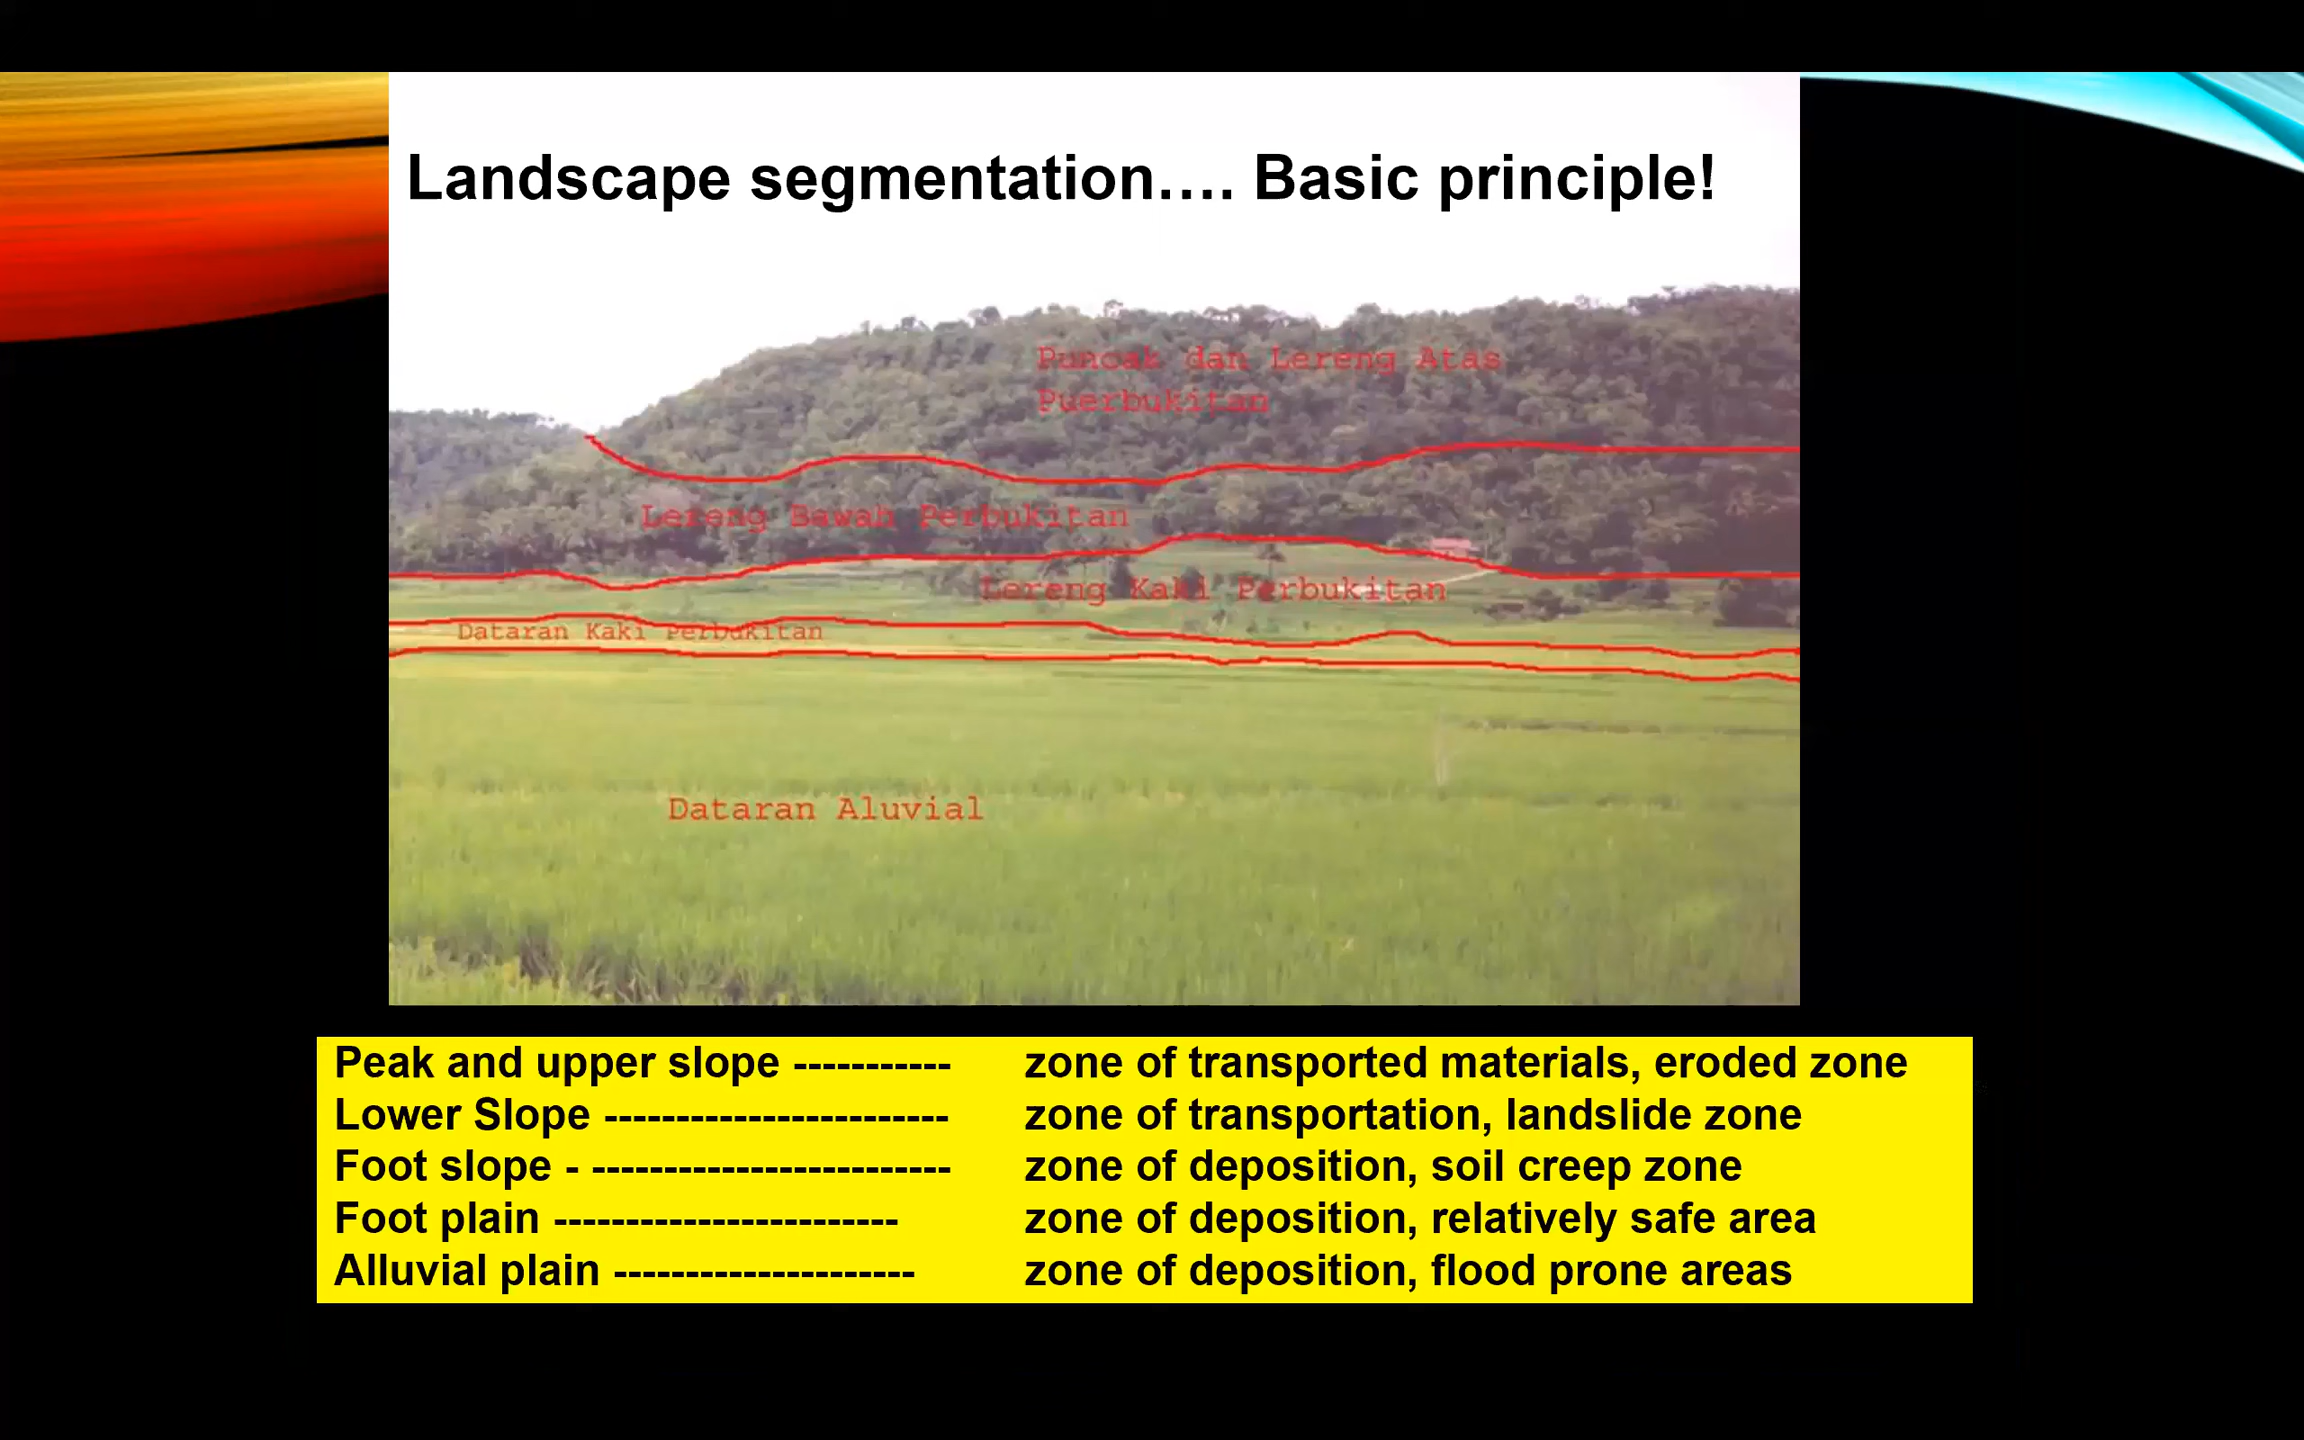 Landscape segmentation.... Basic principle!
Puncak dan Lereng Atas
Puerbukitan
Lereng Bawah Perbukitan
Lereng Kaki Perbukitan
Dataran Kaki Perbukitan
Dataran Aluvial
Peak and upper slope ----------- zone of transported materials, eroded zone
Lower Slope ------------------------ zone of transportation, landslide zone
Foot slope - ------------------------- zone of deposition, soil creep zone
Foot plain ------------------------ zone of deposition, relatively safe area
Alluvial plain --------------------- zone of deposition, flood prone areas